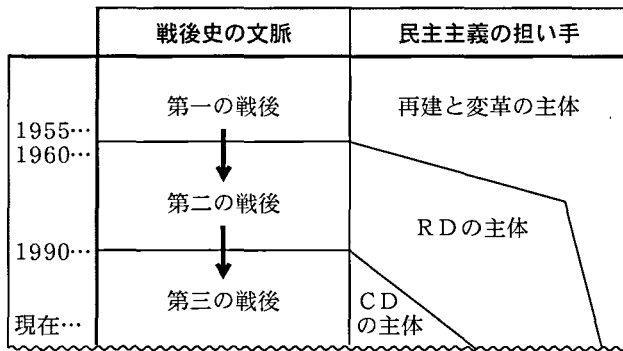 戦後史の文脈 民主主義の担い手
第一の戦後 再建と変革の主体
1955…
1960…
第二の戦後
RDの主体
1990…
第三の戦後
CD
の主体
現在…